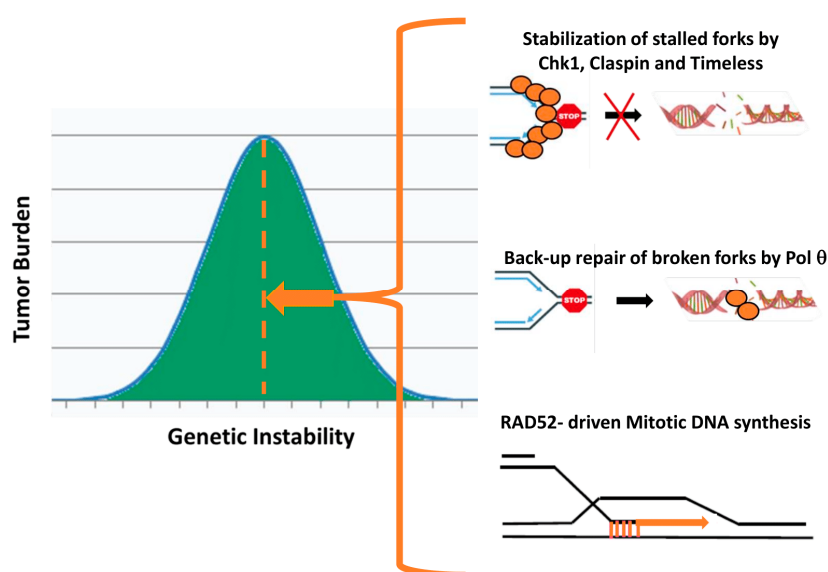 Stabilization of stalled forks by
Chk1, Claspin and Timeless
STOP
Tumor Burden
Back-up repair of broken forks by Pol θ
STOP
RAD52- driven Mitotic DNA synthesis
Genetic Instability